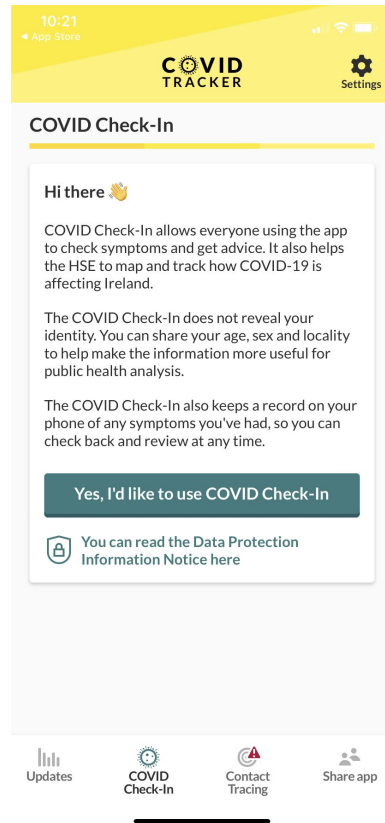 10:21
◀ App Store
COVID
TRACKER
Settings
COVID Check-In
Hi there 👋
COVID Check-In allows everyone using the app
to check symptoms and get advice. It also helps
the HSE to map and track how COVID-19 is
affecting Ireland.
The COVID Check-In does not reveal your
identity. You can share your age, sex and locality
to help make the information more useful for
public health analysis.
The COVID Check-In also keeps a record on your
phone of any symptoms you've had, so you can
check back and review at any time.
Yes, I'd like to use COVID Check-In
You can read the Data Protection
Information Notice here
Updates
COVID
Check-In
Contact
Tracing
Share app